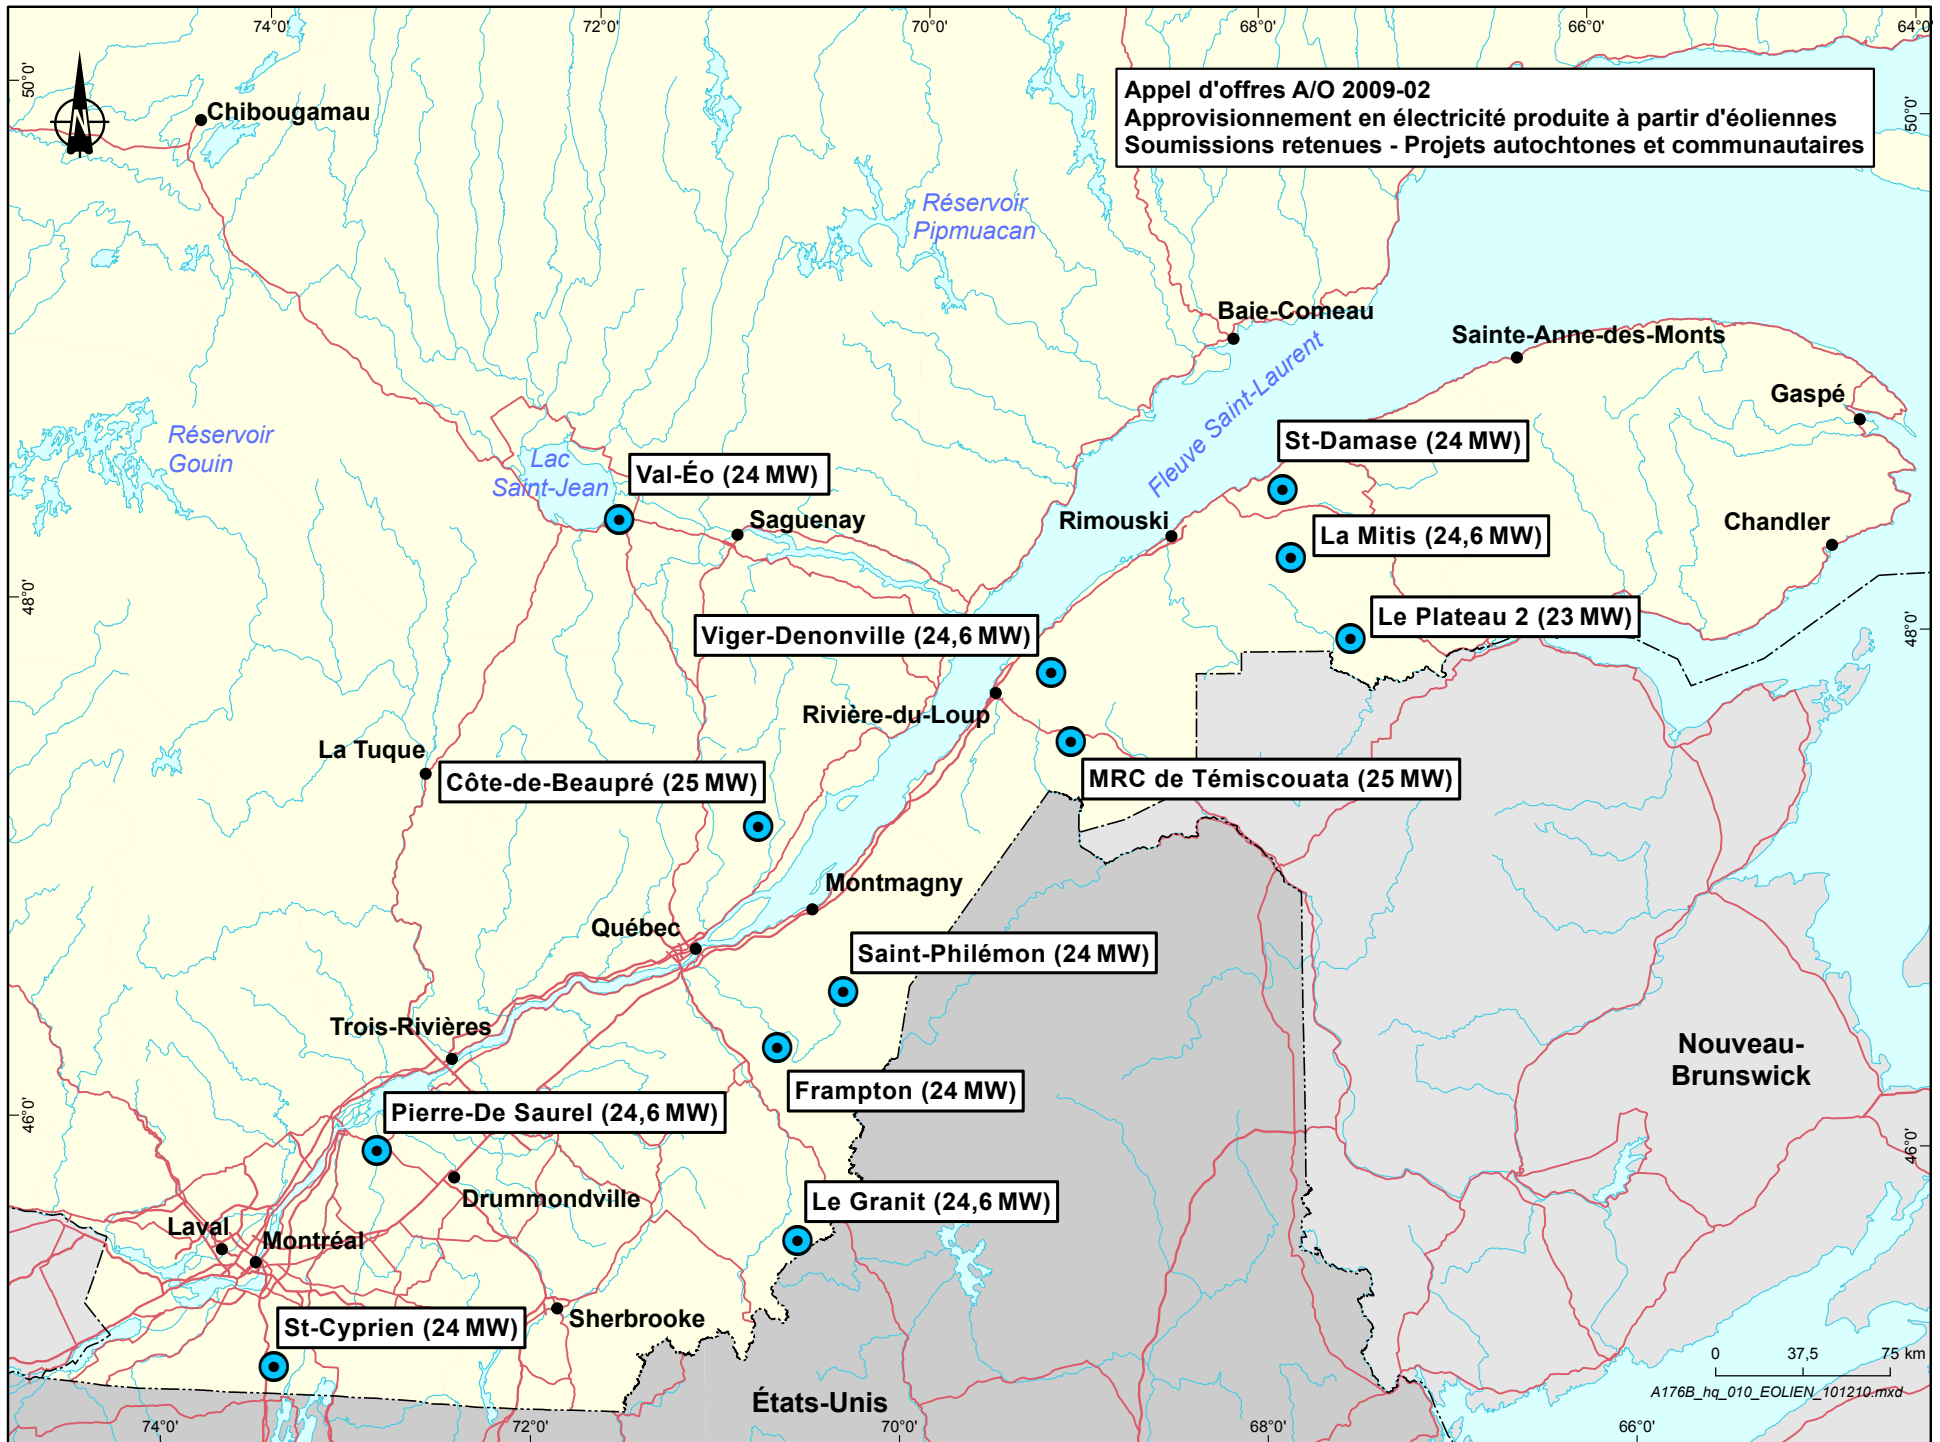 74°0'
72°0'
70°0'
68°0'
66°0'
64°0'
50°0'
50°0'
Appel d'offres A/O 2009-02
Approvisionnement en électricité produite à partir d'éoliennes
Soumissions retenues - Projets autochtones et communautaires
N
Chibougamau
Réservoir
Pipmuacan
Baie-Comeau
Sainte-Anne-des-Monts
Fleuve Saint-Laurent
Gaspé
Réservoir
Gouin
Lac
Saint-Jean
Val-Éo (24 MW)
St-Damase (24 MW)
Saguenay
Rimouski
La Mitis (24,6 MW)
Chandler
48°0'
48°0'
Le Plateau 2 (23 MW)
Viger-Denonville (24,6 MW)
Rivière-du-Loup
La Tuque
Côte-de-Beaupré (25 MW)
MRC de Témiscouata (25 MW)
Montmagny
Québec
Saint-Philémon (24 MW)
Trois-Rivières
Nouveau-
Brunswick
Frampton (24 MW)
Pierre-De Saurel (24,6 MW)
46°0'
46°0'
Drummondville
Le Granit (24,6 MW)
Laval
Montréal
St-Cyprien (24 MW)
Sherbrooke
États-Unis
0 37,5 75 km
A176B_hq_010_EOLIEN_101210.mxd
74°0'
72°0'
70°0'
68°0'
66°0'